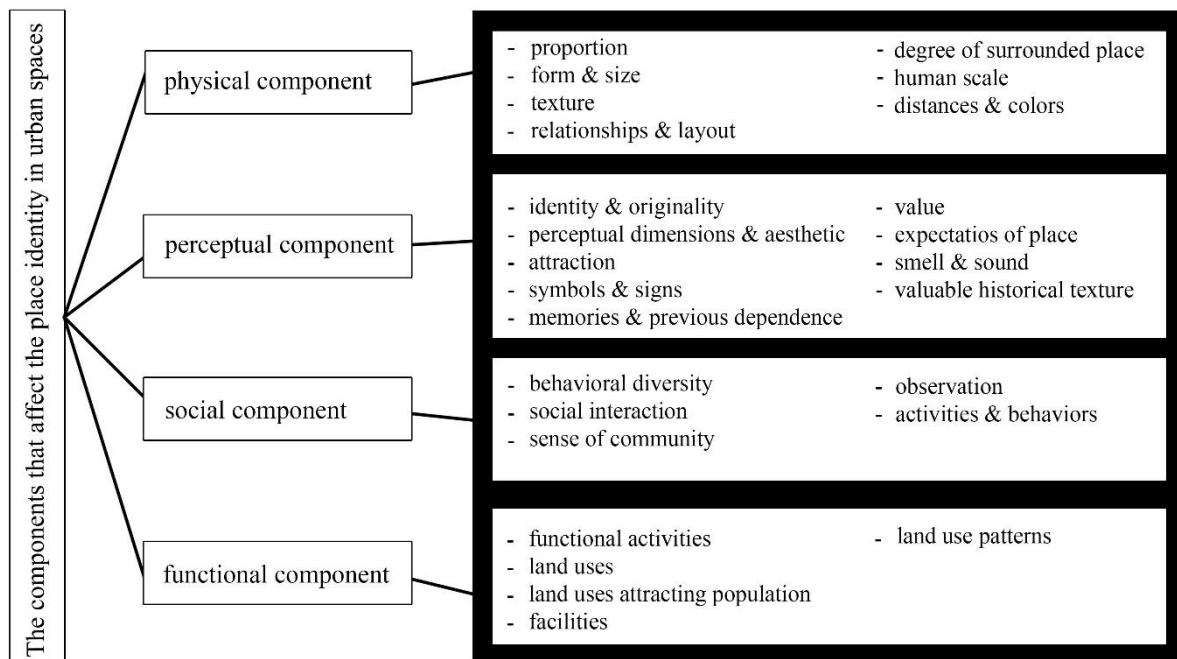 The components that affect the place identity in urban spaces
physical component
- proportion
- form & size
- texture
- relationships & layout
- degree of surrounded place
- human scale
- distances & colors
perceptual component
- identity & originality
- perceptual dimensions & aesthetic
- attraction
- symbols & signs
- memories & previous dependence
- value
- expectatios of place
- smell & sound
- valuable historical texture
social component
- behavioral diversity
- social interaction
- sense of community
- observation
- activities & behaviors
functional component
- functional activities
- land uses
- land uses attracting population
- facilities
- land use patterns